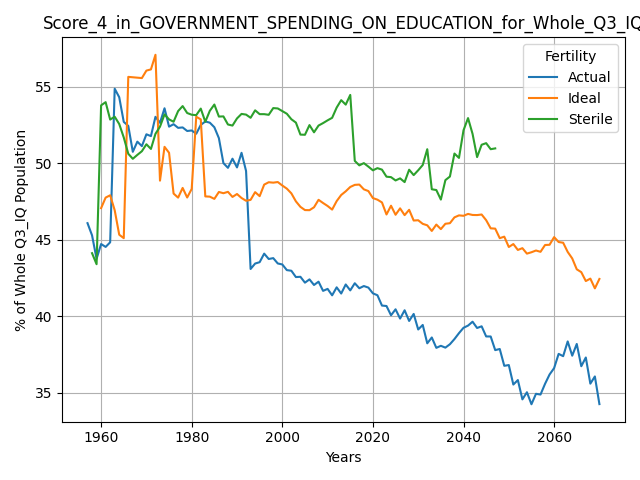 Score_4_in_GOVERNMENT_SPENDING_ON_EDUCATION_for_Whole_Q3_IQ
Fertility
Actual
Ideal
Sterile
% of Whole Q3_IQ Population
55
50
45
40
35
1960 1980 2000 2020 2040 2060
Years